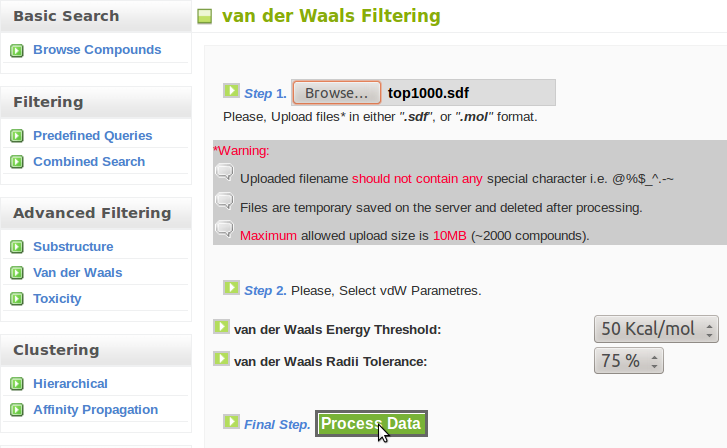 Basic Search
Browse Compounds
Filtering
Predefined Queries
Combined Search
Advanced Filtering
Substructure
Van der Waals
Toxicity
Clustering
Hierarchical
Affinity Propagation
van der Waals Filtering
Step 1. Browse... top1000.sdf
Please, Upload files* in either ".sdf", or ".mol" format.
*Warning:
Uploaded filename should not contain any special character i.e. @%$_^.-~
Files are temporary saved on the server and deleted after processing.
Maximum allowed upload size is 10MB (~2000 compounds).
Step 2. Please, Select vdW Parametres.
van der Waals Energy Threshold: 50 Kcal/mol
van der Waals Radii Tolerance: 75 %
Final Step. Process Data